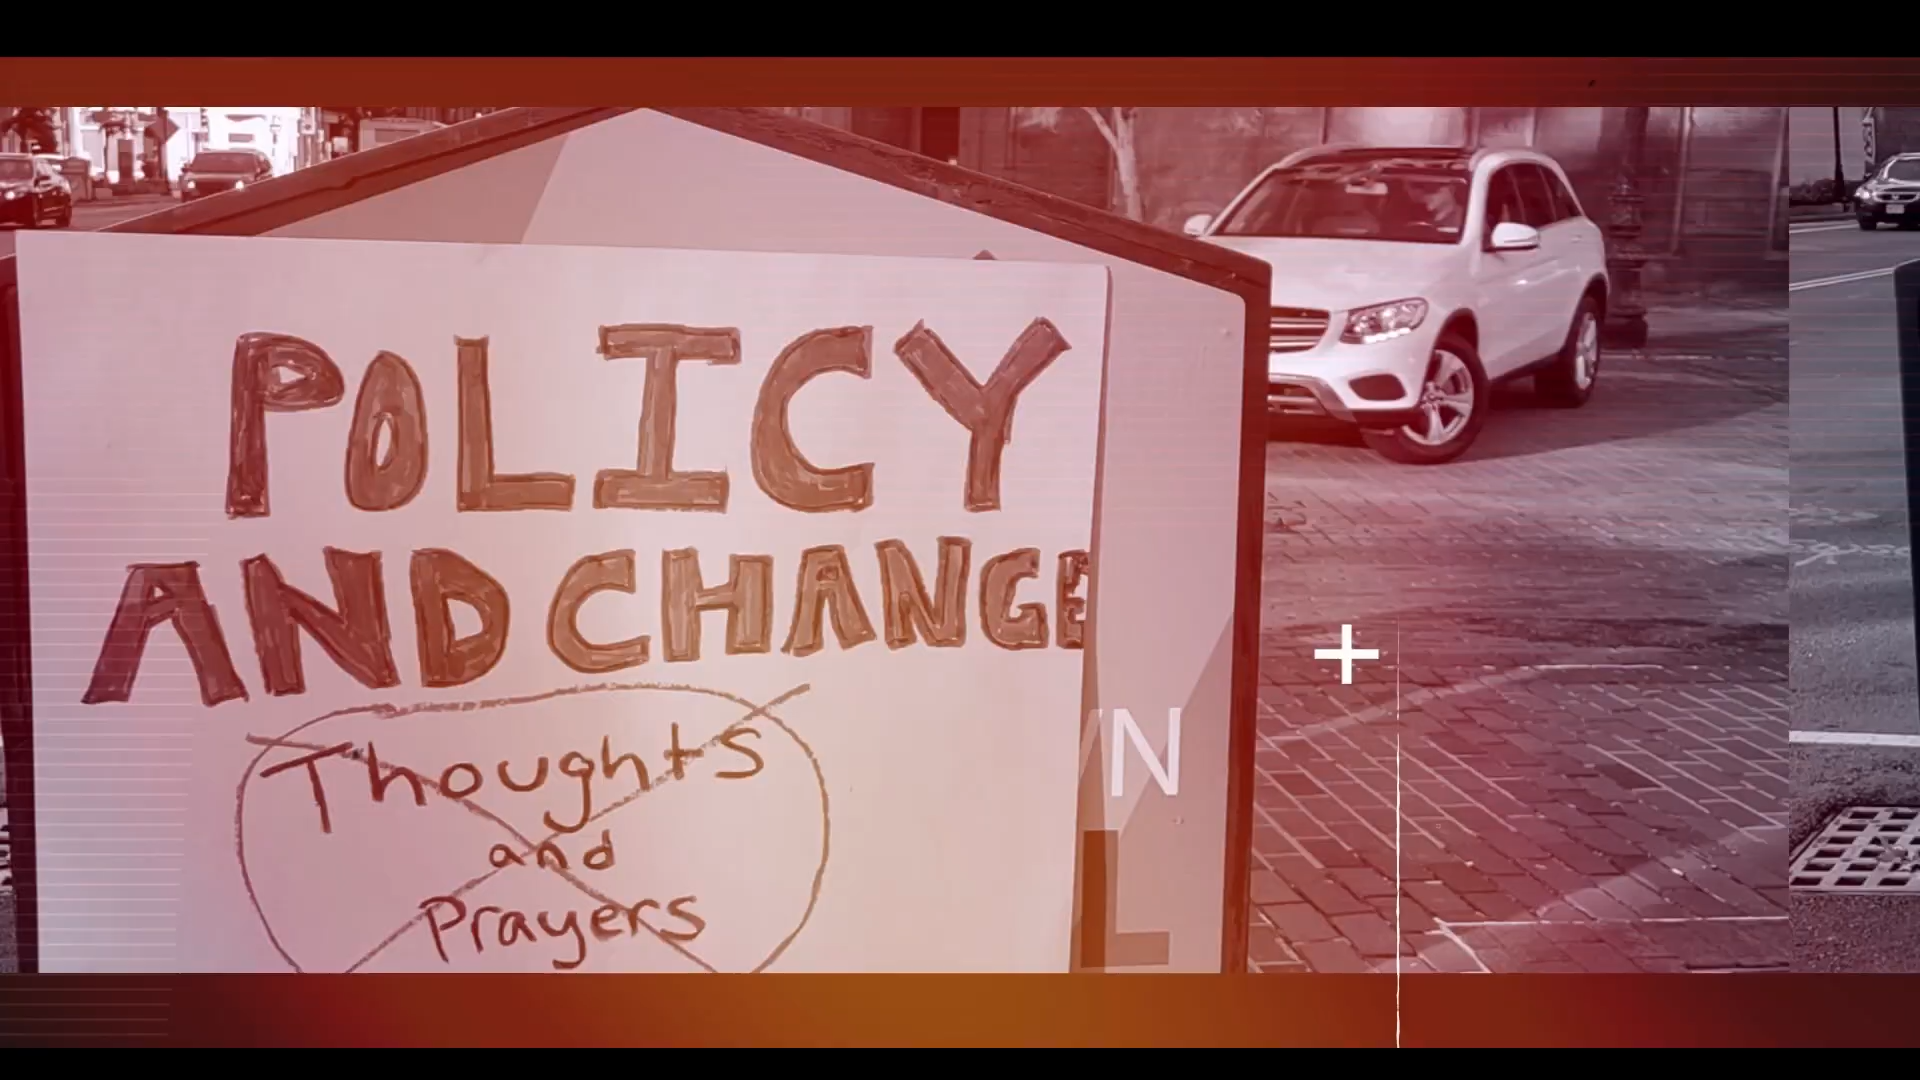 POLICY
AND CHANGE
Thoughts
and
Prayers
N
L